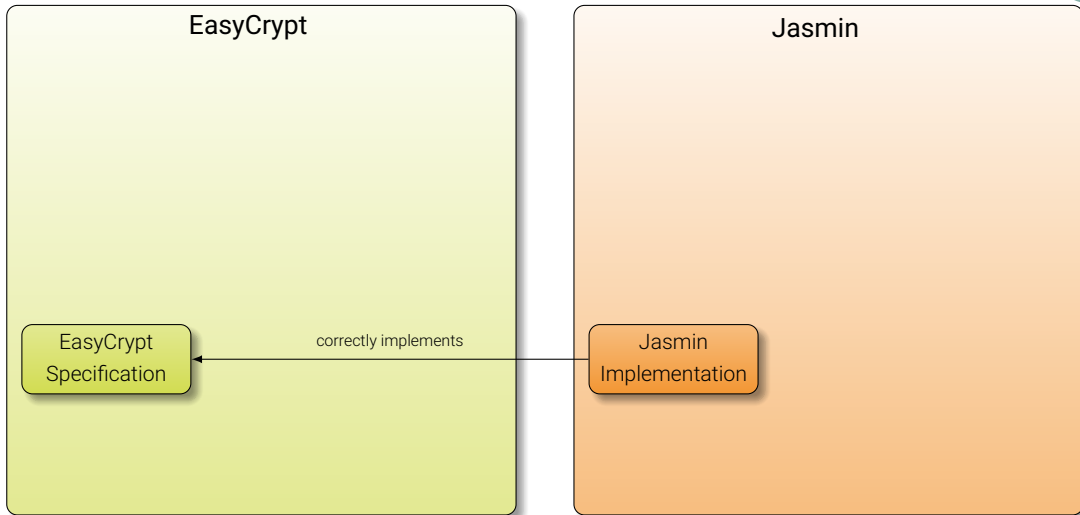 EasyCrypt
Jasmin
EasyCrypt
Specification
correctly implements
Jasmin
Implementation